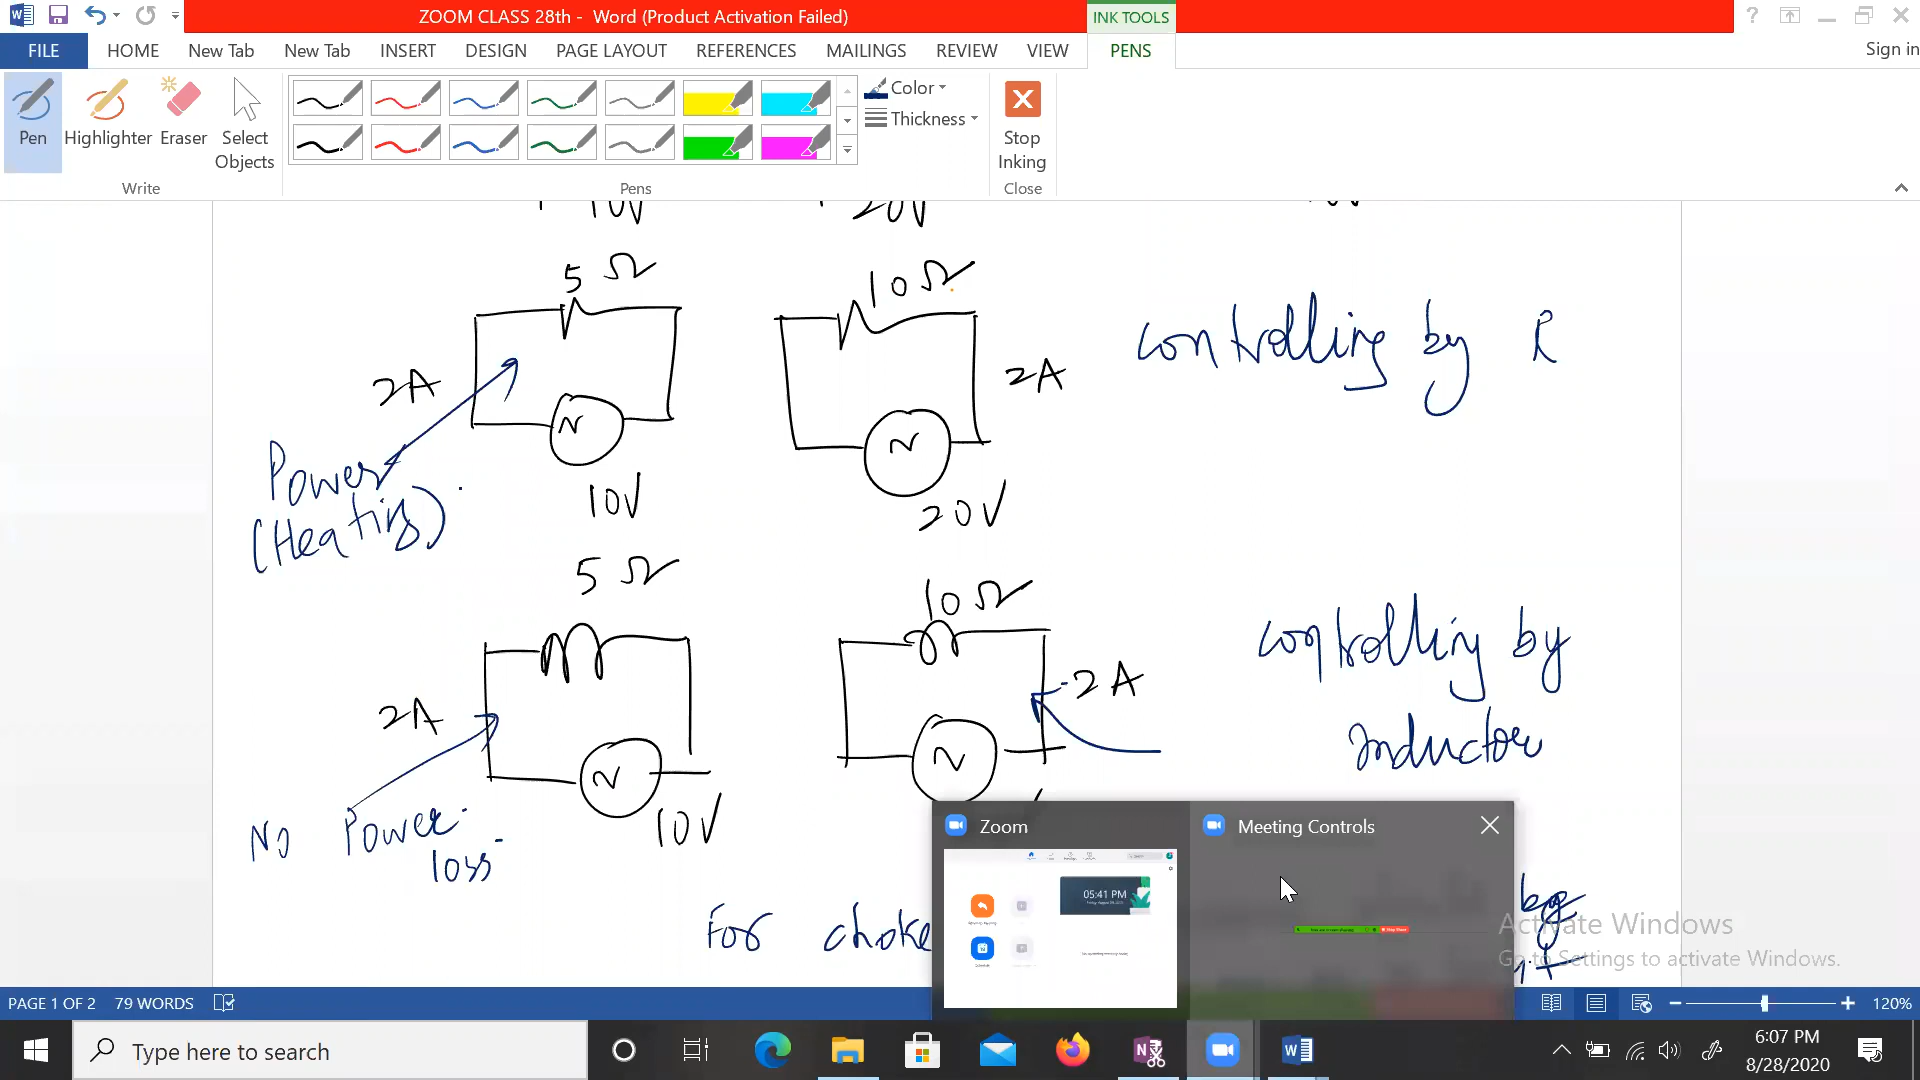 ZOOM CLASS 28th - Word (Product Activation Failed)
INK TOOLS
FILE HOME New Tab New Tab INSERT DESIGN PAGE LAYOUT REFERENCES MAILINGS REVIEW VIEW PENS
Sign in
Pen Highlighter Eraser Select Objects
Color
Thickness
Stop Inking
Write Pens Close
10V 20V
5 Ω 10 Ω
controlling by R
2A 2A
Power
(Heating)
10V 20V
5 Ω 10 Ω
controlling by
inductor
2A 2A
10V
No Power
loss
For choke
by
Zoom Meeting Controls
05:41 PM
Activate Windows
Go to Settings to activate Windows.
PAGE 1 OF 2 79 WORDS 120%
Type here to search
6:07 PM
8/28/2020